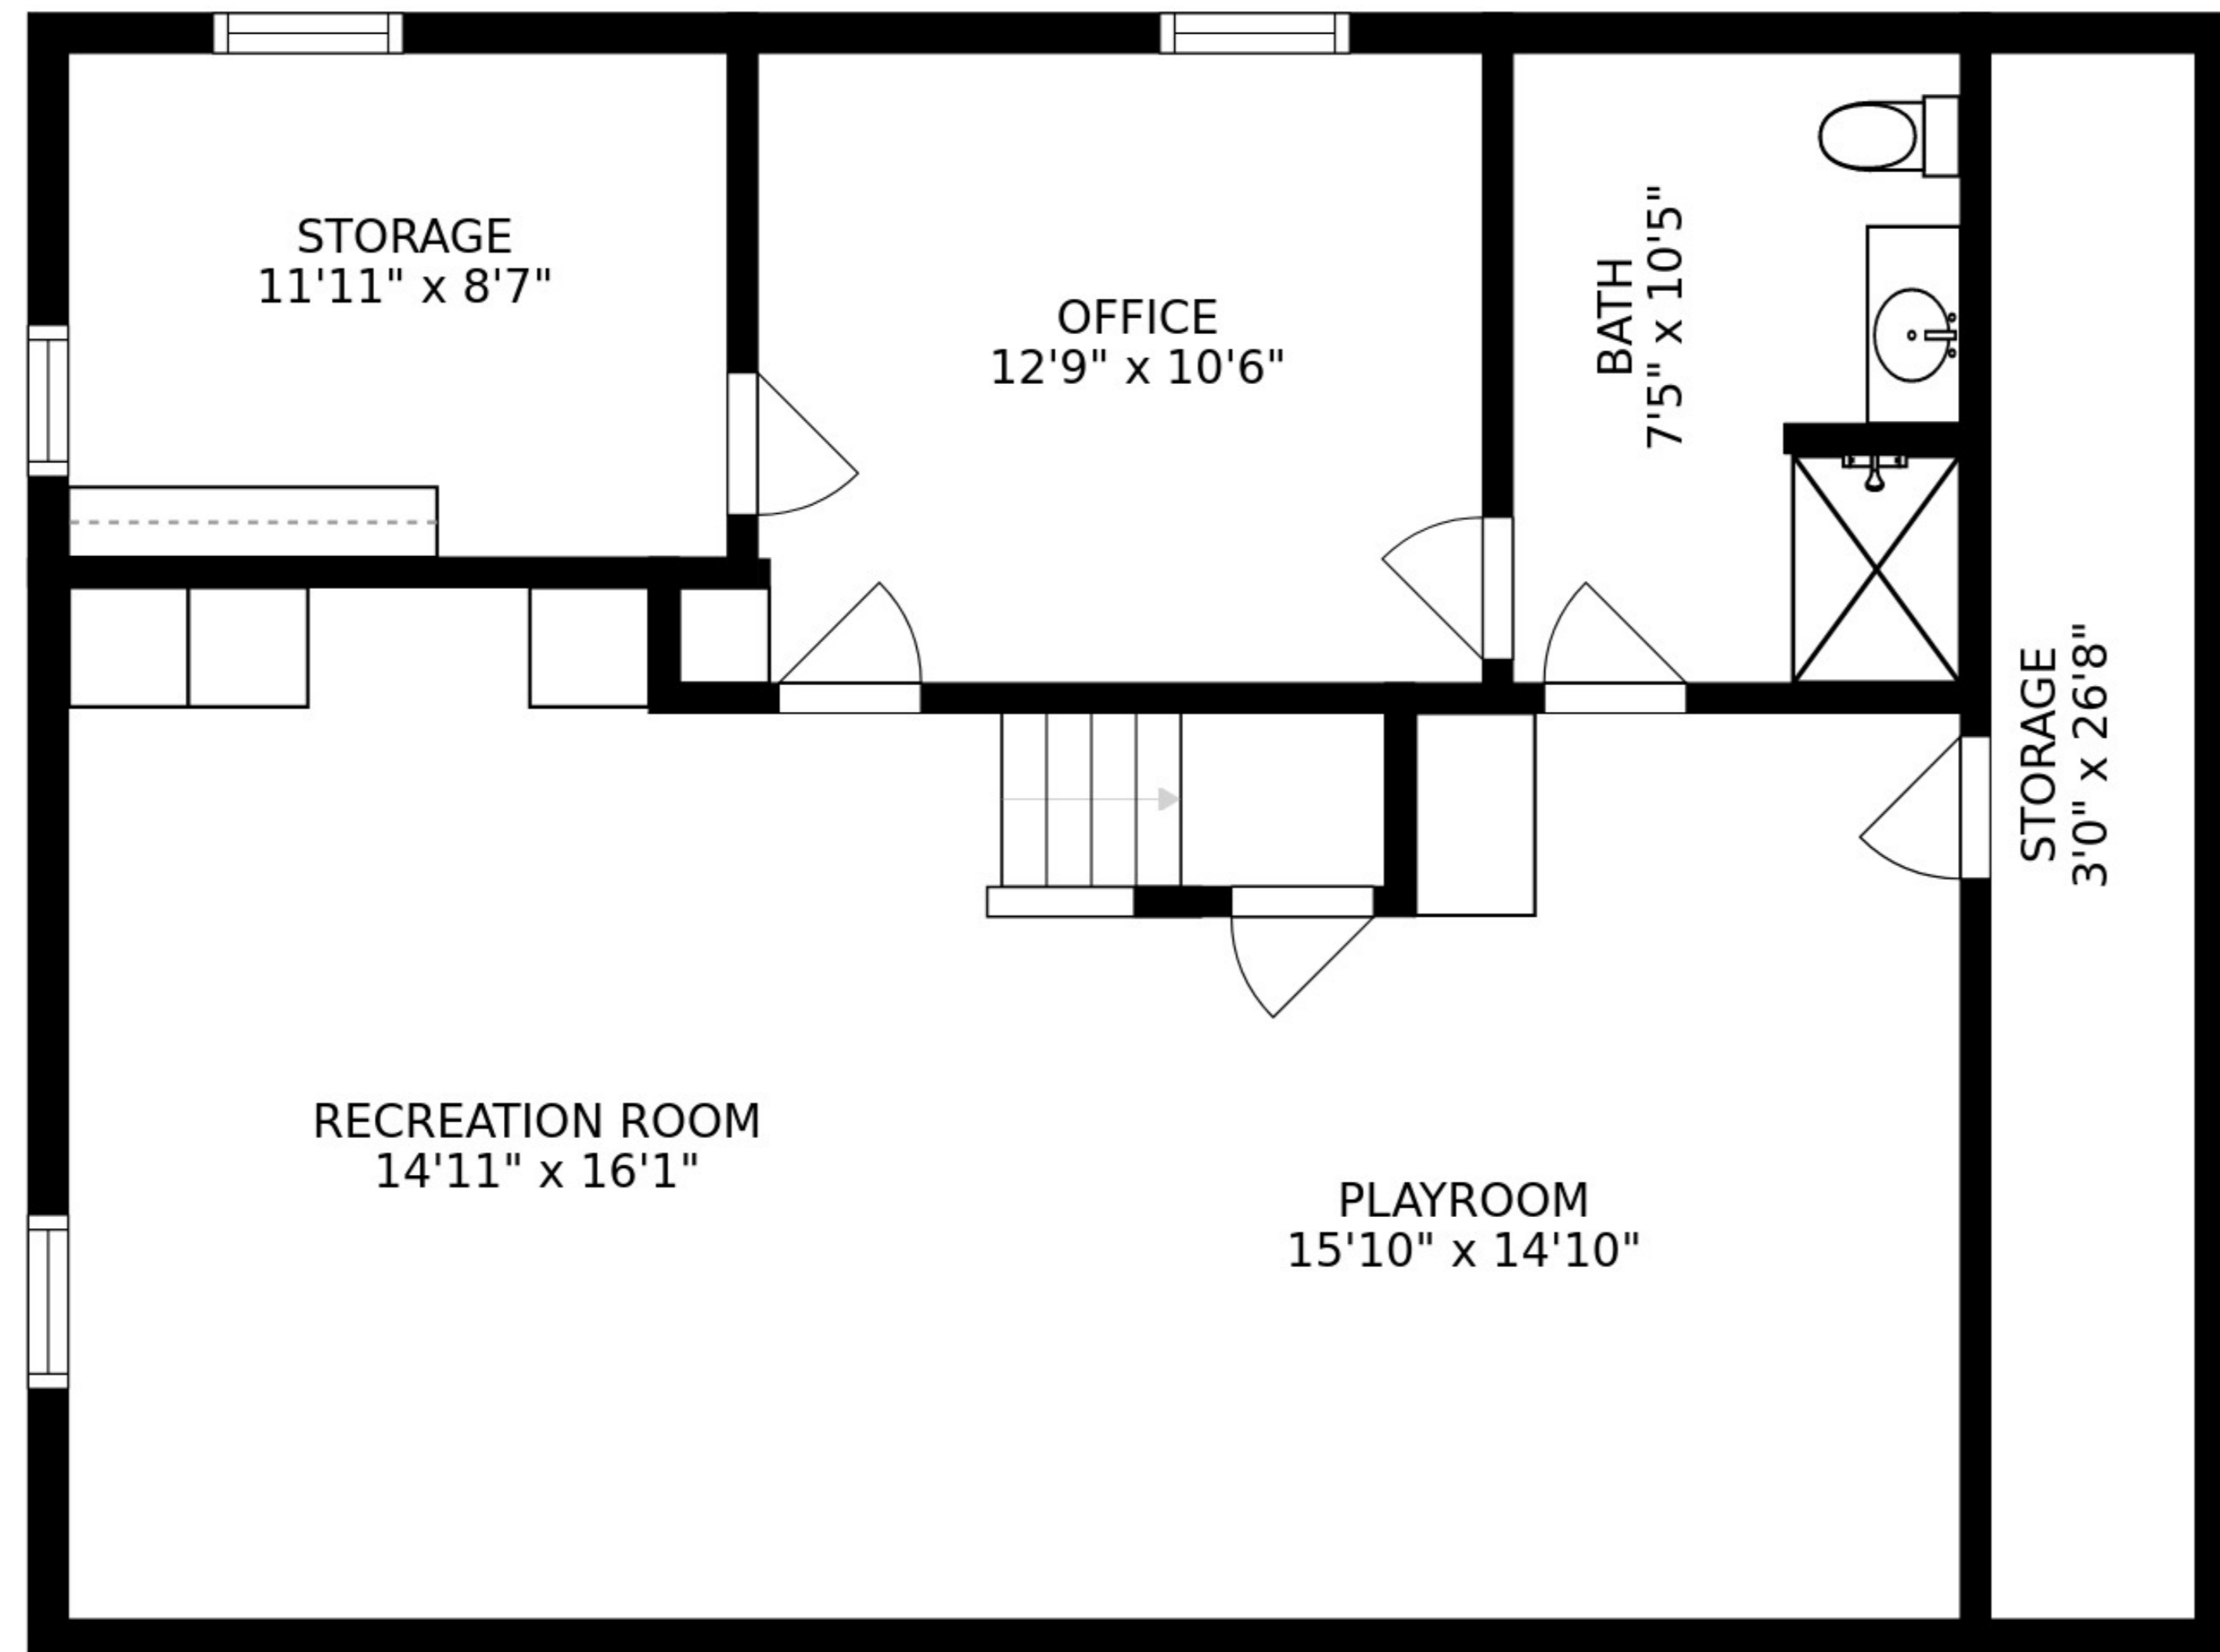 STORAGE
11'11" x 8'7"
OFFICE
12'9" x 10'6"
BATH
7'5" x 10'5"
STORAGE
3'0" x 26'8"
RECREATION ROOM
14'11" x 16'1"
PLAYROOM
15'10" x 14'10"